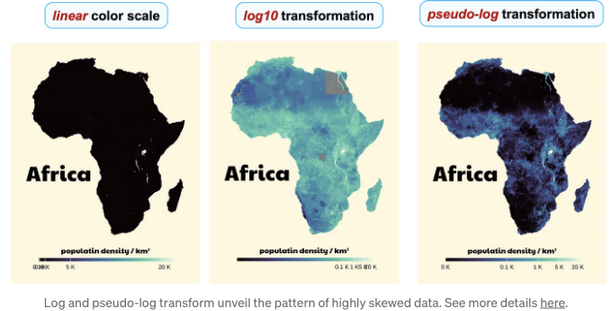 linear color scale
log10 transformation
pseudo-log transformation
Africa
Africa
Africa
populatin density / km²
populatin density / km²
populatin density / km²
5 K 20 K
0.1 K 1 K 5 K
0 K 0.1 K 1 K 5 K 20 K
Log and pseudo-log transform unveil the pattern of highly skewed data. See more details here.